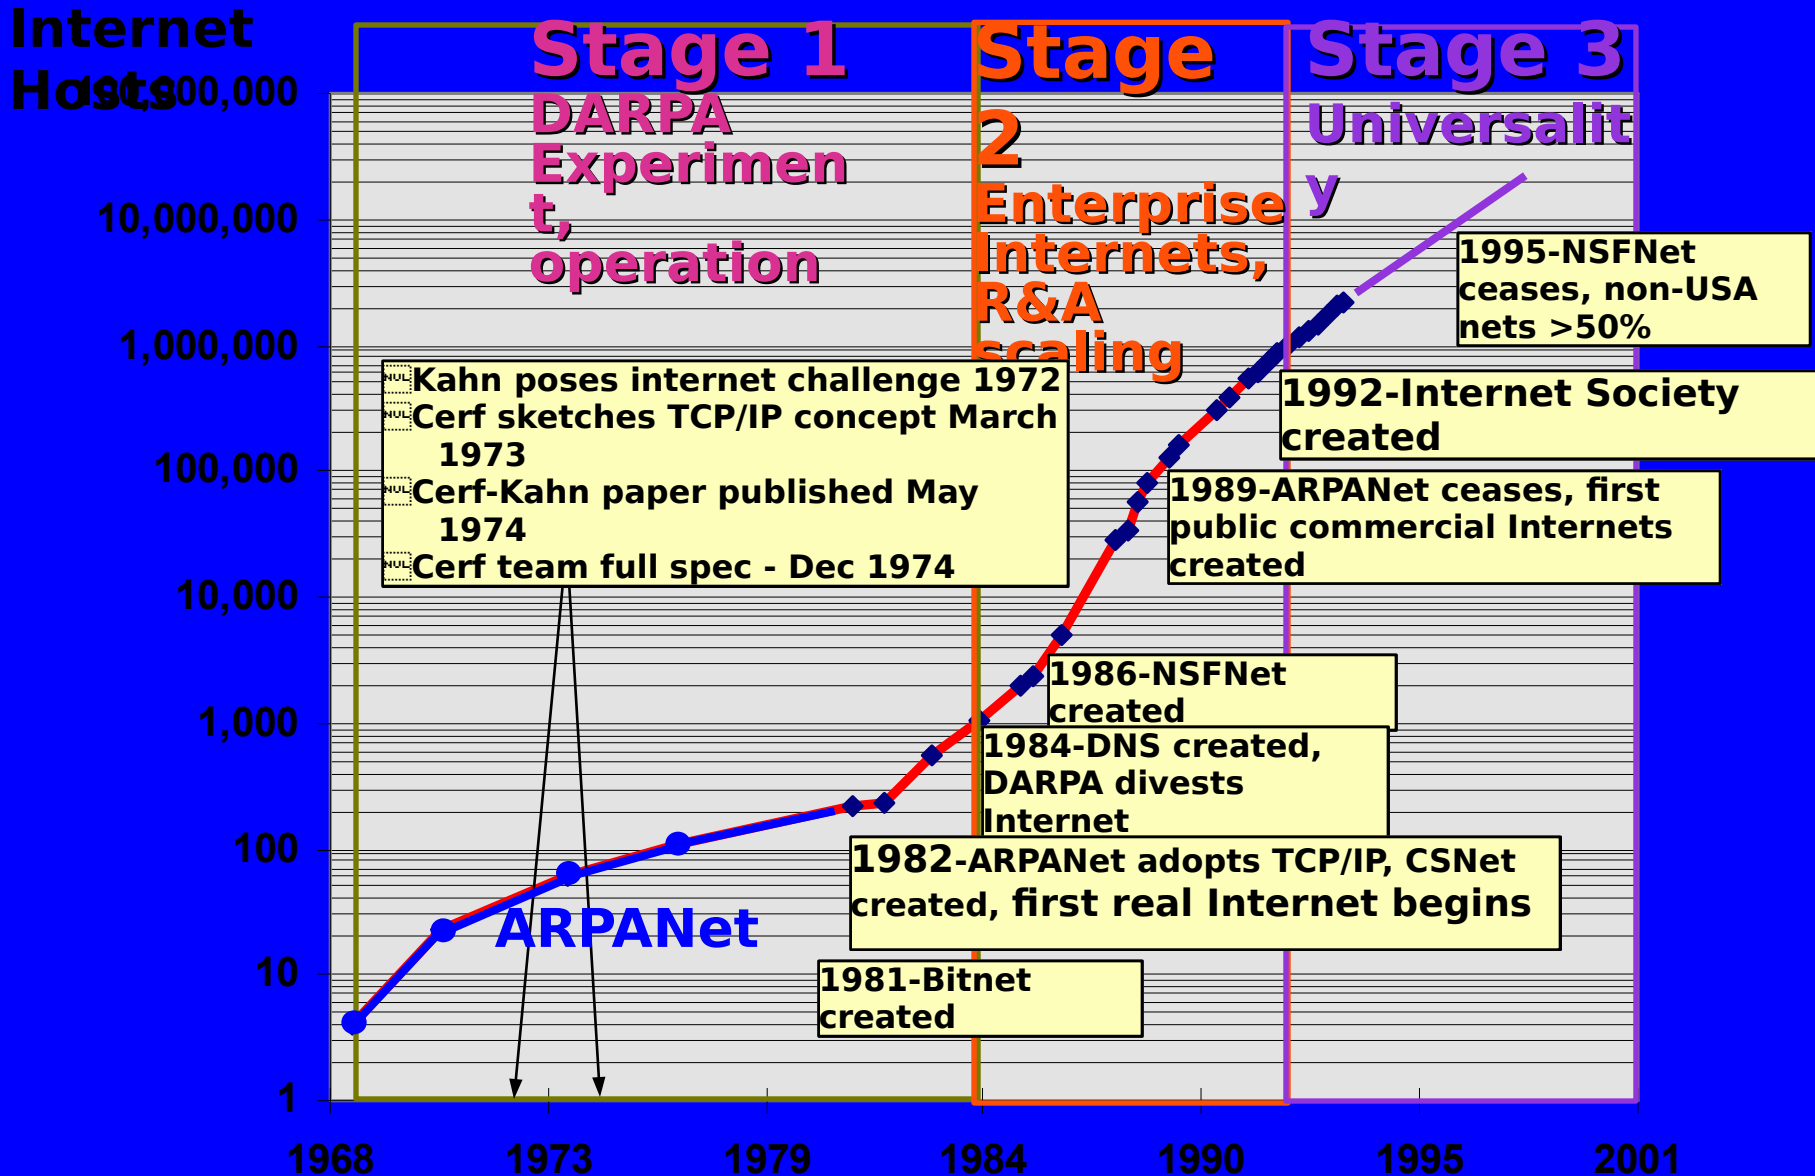 Internet
Hosts
Stage 1
DARPA
Experimen
t,
operation
Stage
2
Enterprise
Internets,
R&A
scaling
Stage 3
Universalit
y
100,000,000
10,000,000
1,000,000
100,000
10,000
1,000
100
10
1
1995-NSFNet
ceases, non-USA
nets >50%
Kahn poses internet challenge 1972
Cerf sketches TCP/IP concept March
1973
Cerf-Kahn paper published May
1974
Cerf team full spec - Dec 1974
1992-Internet Society
created
1989-ARPANet ceases, first
public commercial Internets
created
1986-NSFNet
created
1984-DNS created,
DARPA divests
Internet
1982-ARPANet adopts TCP/IP, CSNet
created, first real Internet begins
ARPANet
1981-Bitnet
created
1968 1973 1979 1984 1990 1995 2001